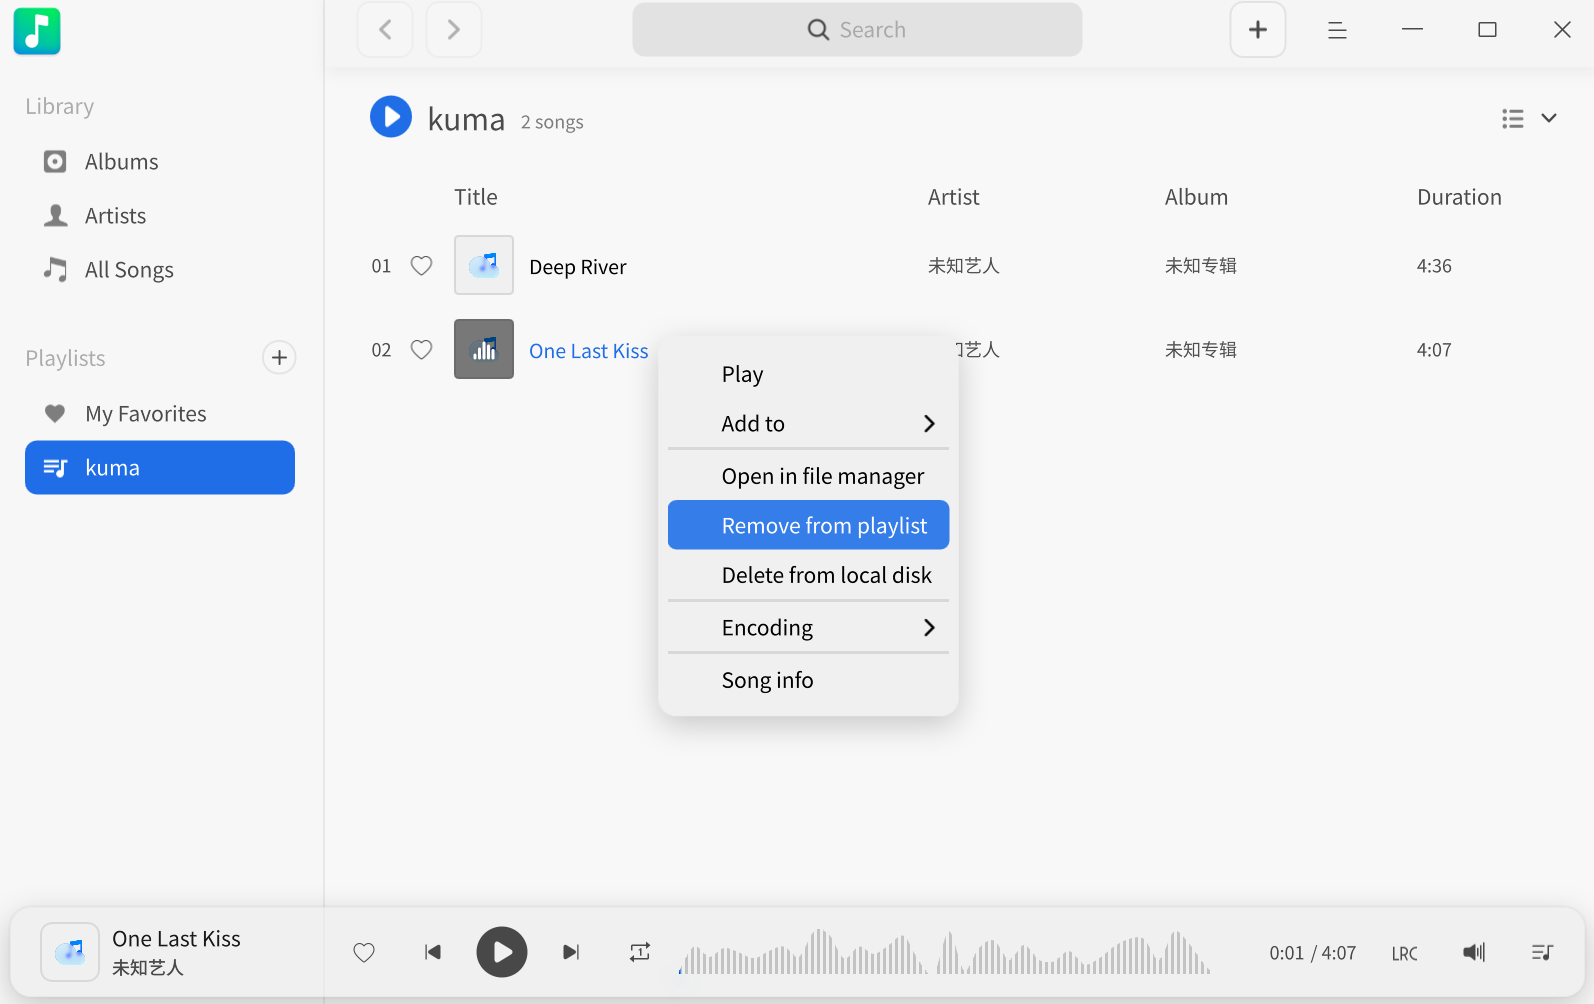 Search
Library
Albums
Artists
All Songs
Playlists
My Favorites
kuma
kuma 2 songs
Title Artist Album Duration
01 Deep River 未知艺人 未知专辑 4:36
02 One Last Kiss 艺人 未知专辑 4:07
Play
Add to
Open in file manager
Remove from playlist
Delete from local disk
Encoding
Song info
One Last Kiss
未知艺人
1
0:01 / 4:07
LRC